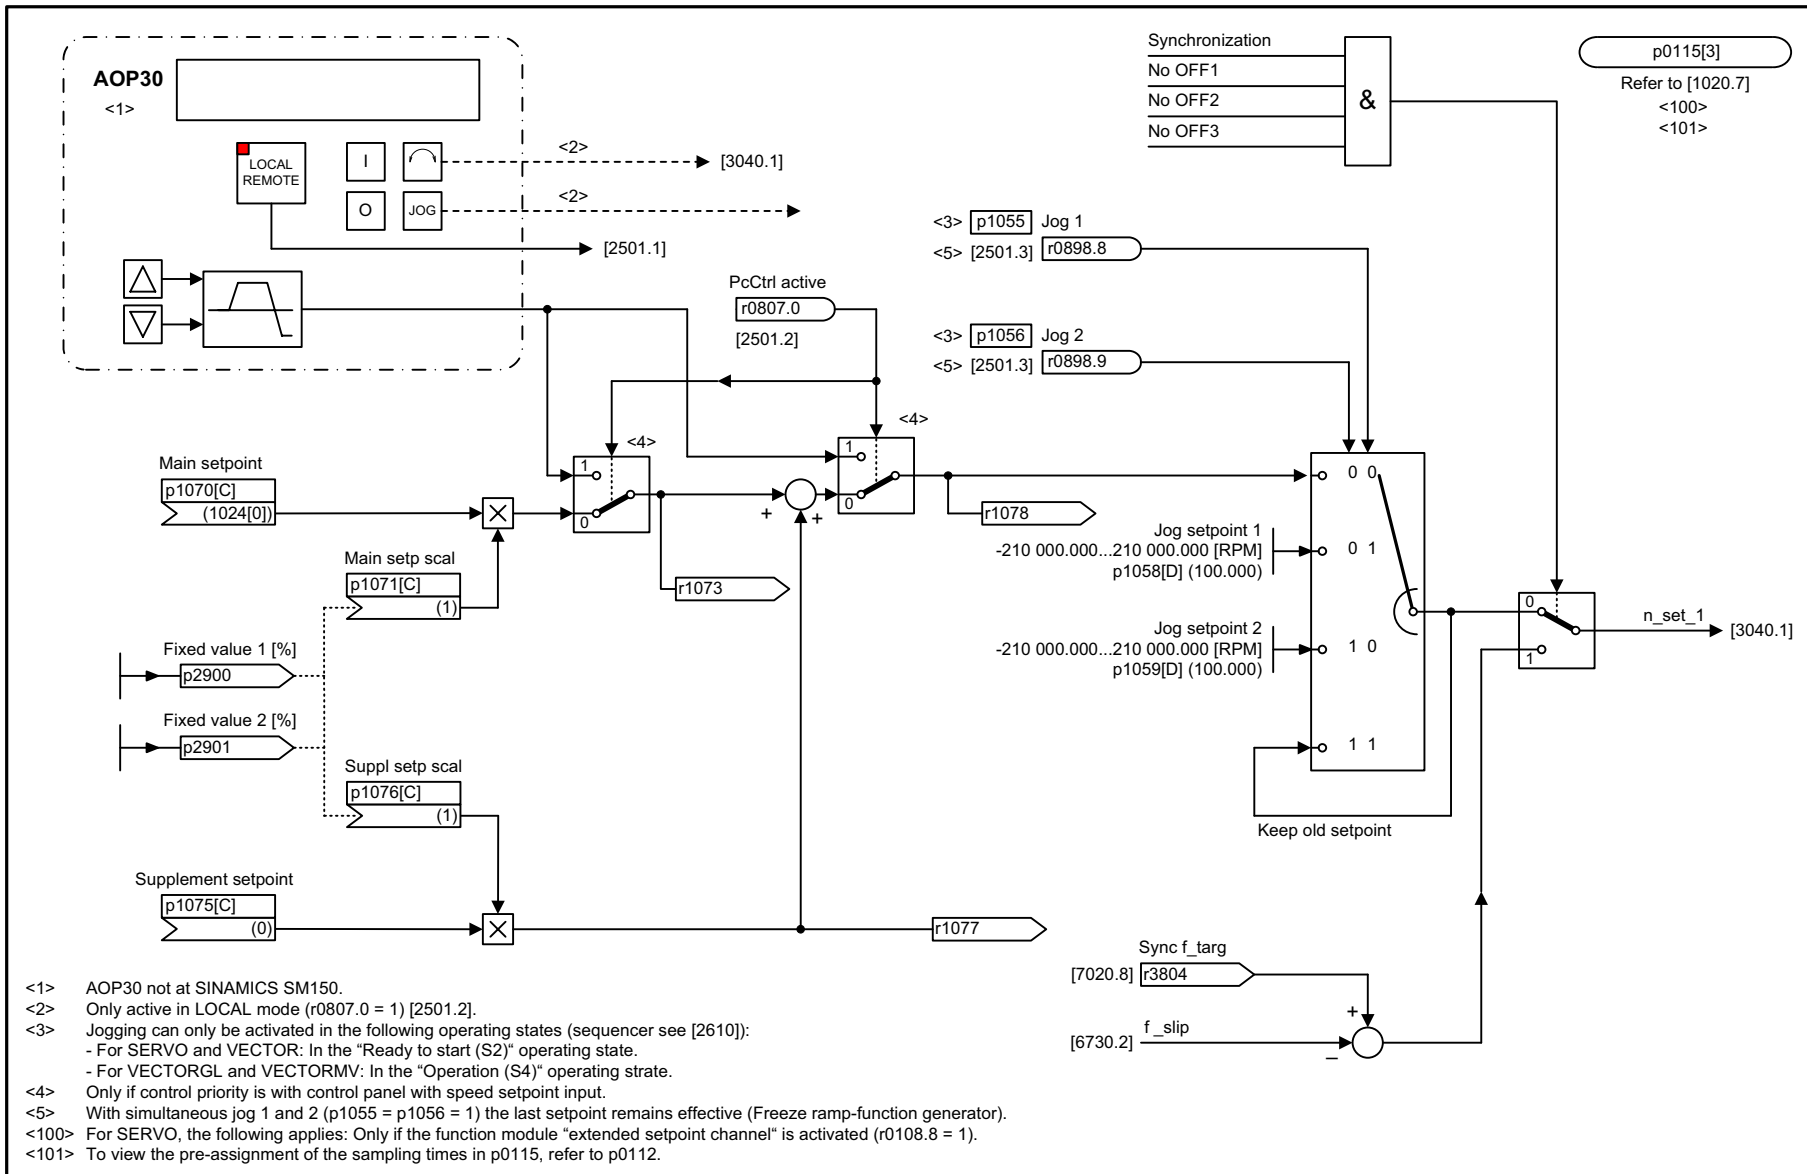 AOP30
<1>
LOCAL
REMOTE
I
O
JOG
<2>
[3040.1]
<2>
[2501.1]
Synchronization
No OFF1
No OFF2
No OFF3
&
p0115[3]
Refer to [1020.7]
<100>
<101>
<3> p1055 Jog 1
<5> [2501.3] r0898.8
<3> p1056 Jog 2
<5> [2501.3] r0898.9
PcCtrl active
r0807.0
[2501.2]
<4>
1
0
<4>
1
0
Main setpoint
p1070[C]
(1024[0])
+
+
r1078
Main setp scal
p1071[C]
(1)
r1073
Fixed value 1 [%]
p2900
Fixed value 2 [%]
p2901
Suppl setp scal
p1076[C]
(1)
Supplement setpoint
p1075[C]
(0)
r1077
0 0
Jog setpoint 1
-210 000.000...210 000.000 [RPM]
p1058[D] (100.000)
0 1
Jog setpoint 2
-210 000.000...210 000.000 [RPM]
p1059[D] (100.000)
1 0
1 1
Keep old setpoint
0
1
n_set_1
[3040.1]
Sync f_targ
[7020.8] r3804
+
[6730.2] f _slip
–
<1> AOP30 not at SINAMICS SM150.
<2> Only active in LOCAL mode (r0807.0 = 1) [2501.2].
<3> Jogging can only be activated in the following operating states (sequencer see [2610]):
- For SERVO and VECTOR: In the “Ready to start (S2)“ operating state.
- For VECTORGL and VECTORMV: In the “Operation (S4)“ operating strate.
<4> Only if control priority is with control panel with speed setpoint input.
<5> With simultaneous jog 1 and 2 (p1055 = p1056 = 1) the last setpoint remains effective (Freeze ramp-function generator).
<100> For SERVO, the following applies: Only if the function module “extended setpoint channel“ is activated (r0108.8 = 1).
<101> To view the pre-assignment of the sampling times in p0115, refer to p0112.